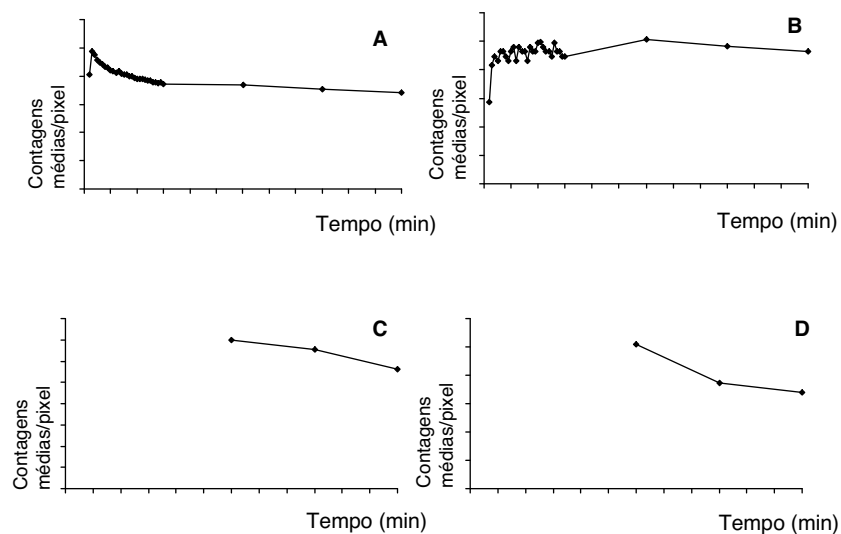 A
Contagens
médias/pixel
Tempo (min)
B
Contagens
médias/pixel
Tempo (min)
C
Contagens
médias/pixel
Tempo (min)
D
Contagens
médias/pixel
Tempo (min)